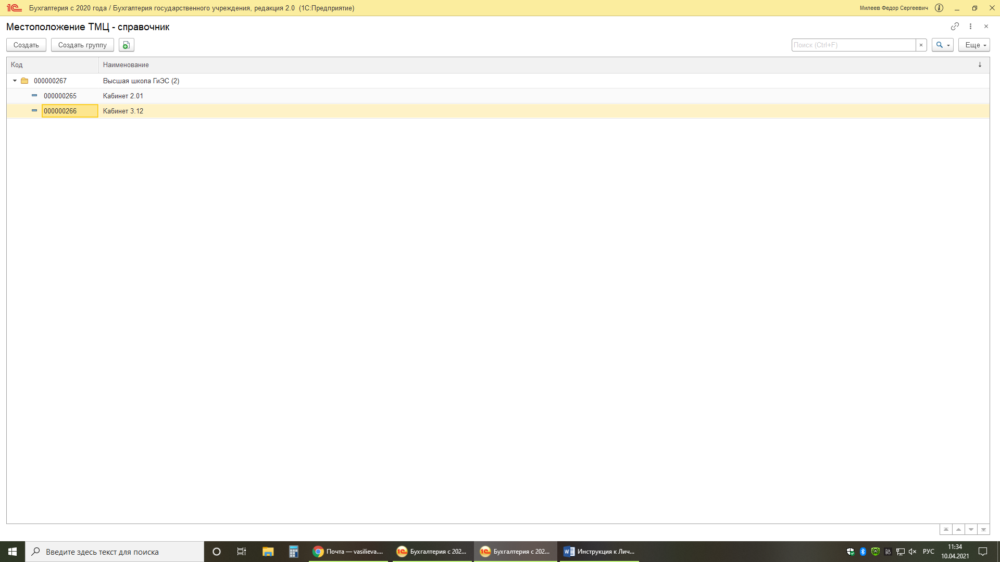 Бухгалтерия с 2020 года / Бухгалтерия государственного учреждения, редакция 2.0 (1С:Предприятие)
Милеев Федор Сергеевич
Местоположение ТМЦ - справочник
Создать
Создать группу
Поиск (Ctrl+F)
Еще
Код Наименование
000000267 Высшая школа ГиЭС (2)
000000265 Кабинет 2.01
000000266 Кабинет 3.12
Введите здесь текст для поиска
Почта — vasilieva....
Бухгалтерия с 202...
Бухгалтерия с 202...
Инструкция к Лич...
РУС
11:34
10.04.2021